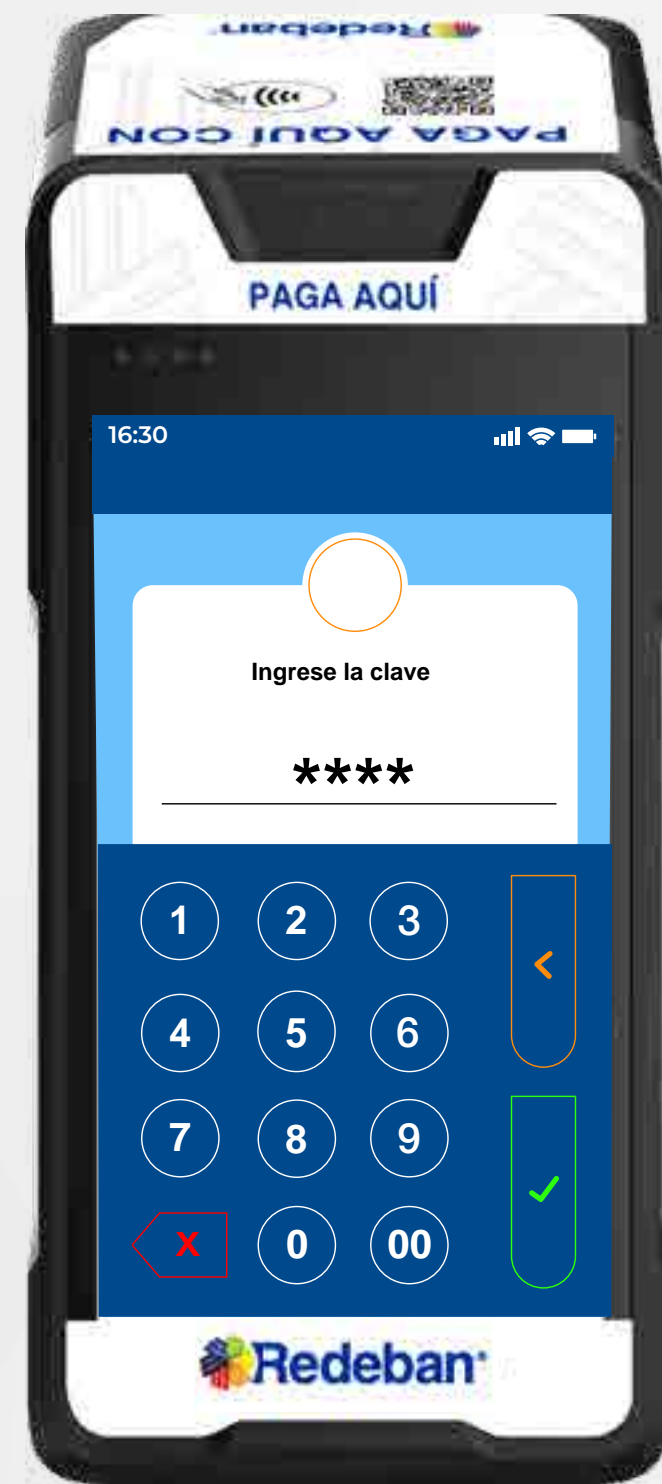 Redeban
PAGA AQUÍ CON
PAGA AQUÍ
16:30
Ingrese la clave
****
1 2 3
4 5 6
7 8 9
X 0 00
Redeban